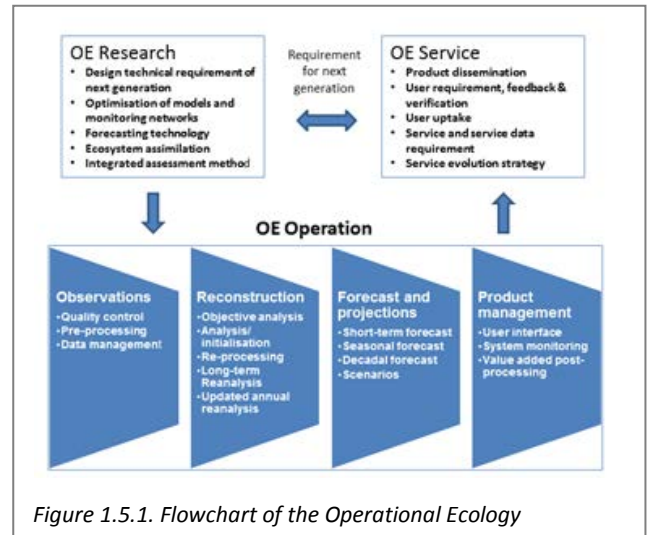 OE Research
• Design technical requirement of
next generation
• Optimisation of models and
monitoring networks
• Forecasting technology
• Ecosystem assimilation
• Integrated assessment method
Requirement
for next
generation
OE Service
• Product dissemination
• User requirement, feedback &
verification
• User uptake
• Service and service data
requirement
• Service evolution strategy
OE Operation
Observations
•Quality control
•Pre-processing
•Data management
Reconstruction
•Objective analysis
•Analysis/
initialisation
•Re-processing
•Long-term
Reanalysis
•Updated annual
reanalysis
Forecast and
projections
•Short-term forecast
•Seasonal forecast
•Decadal forecast
•Scenarios
Product
management
•User interface
•System monitoring
•Value added post-
processing
Figure 1.5.1. Flowchart of the Operational Ecology